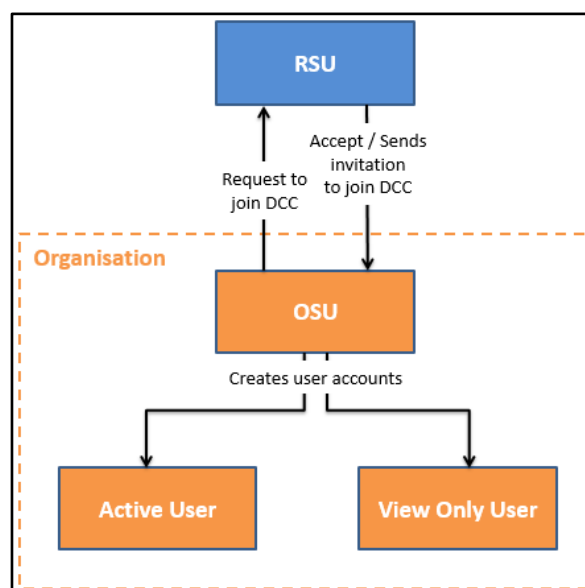 RSU
Accept / Sends
invitation
to join DCC
Request to
join DCC
Organisation
OSU
Creates user accounts
Active User
View Only User